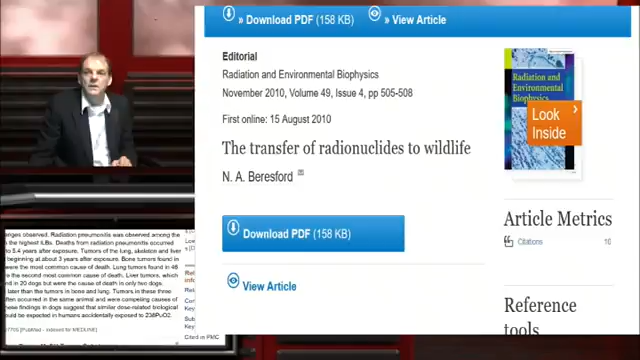 » Download PDF (158 KB)
» View Article
Editorial
Radiation and Environmental Biophysics
November 2010, Volume 49, Issue 4, pp 505-508
First online: 15 August 2010
The transfer of radionuclides to wildlife
N. A. Beresford
Download PDF (158 KB)
View Article
Radiation and
Environmental
Biophysics
Look
Inside
Article Metrics
Citations 10
Reference
tools
anges observed. Radiation pneumonitis was observed among the
the highest ILBs. Deaths from radiation pneumonitis occurred
to 5.4 years after exposure. Tumors of the lung, skeleton and liver
beginning at about 3 years after exposure. Bone tumors found in
were the most common cause of death. Lung tumors found in 46
the second most common cause of death. Liver tumors, which
nd in 20 dogs but were the cause of death in only two dogs,
later than the tumors in bone and lung. Tumors in these three
ften occurred in the same animal and were competing causes of
hese findings in dogs suggest that similar dose-related biological
ould be expected in humans accidentally exposed to 238PuO2.
[PubMed - indexed for MEDLINE]
Cited in PMC